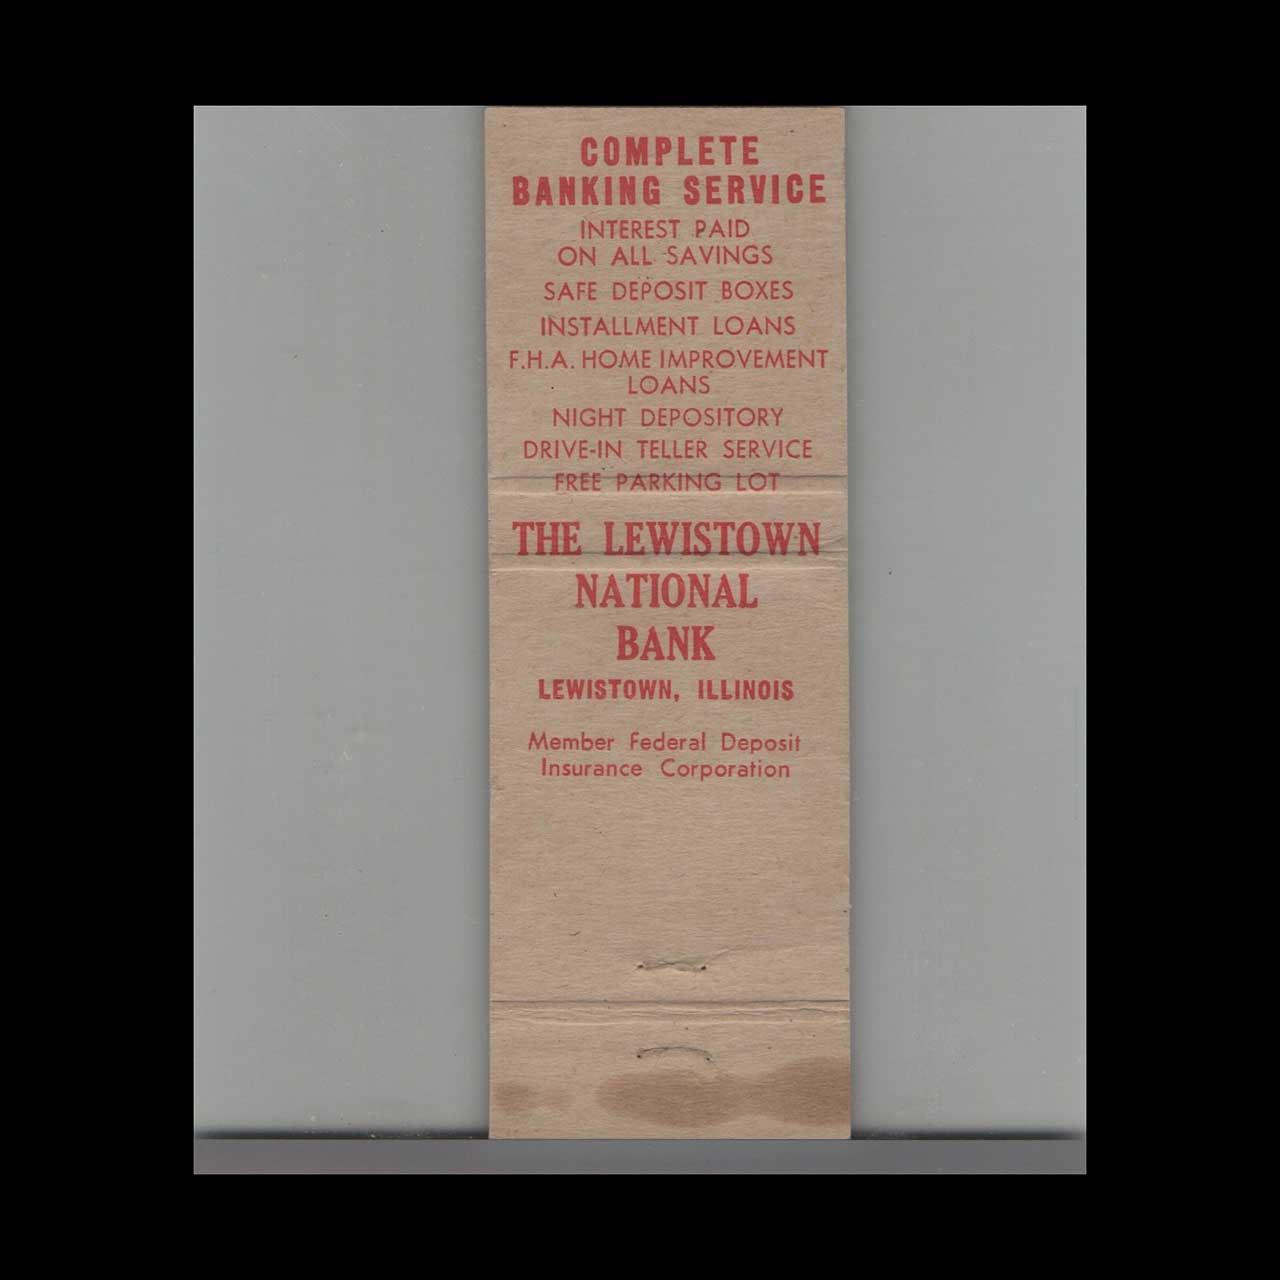 COMPLETE
BANKING SERVICE
INTEREST PAID
ON ALL SAVINGS
SAFE DEPOSIT BOXES
INSTALLMENT LOANS
F.H.A. HOME IMPROVEMENT
LOANS
NIGHT DEPOSITORY
DRIVE-IN TELLER SERVICE
FREE PARKING LOT
THE LEWISTOWN
NATIONAL
BANK
LEWISTOWN, ILLINOIS
Member Federal Deposit
Insurance Corporation